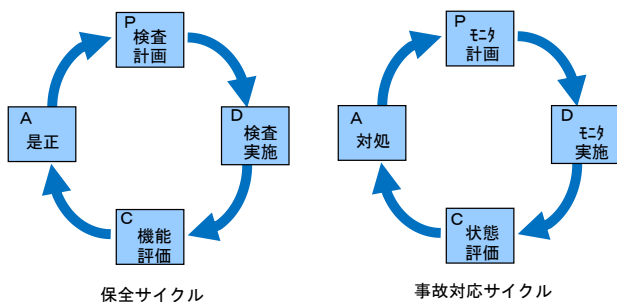 P
検査
計画
D
検査
実施
C
機能
評価
A
是正
保全サイクル
P
ﾓﾆﾀ
計画
D
ﾓﾆﾀ
実施
C
状態
評価
A
対処
事故対応サイクル